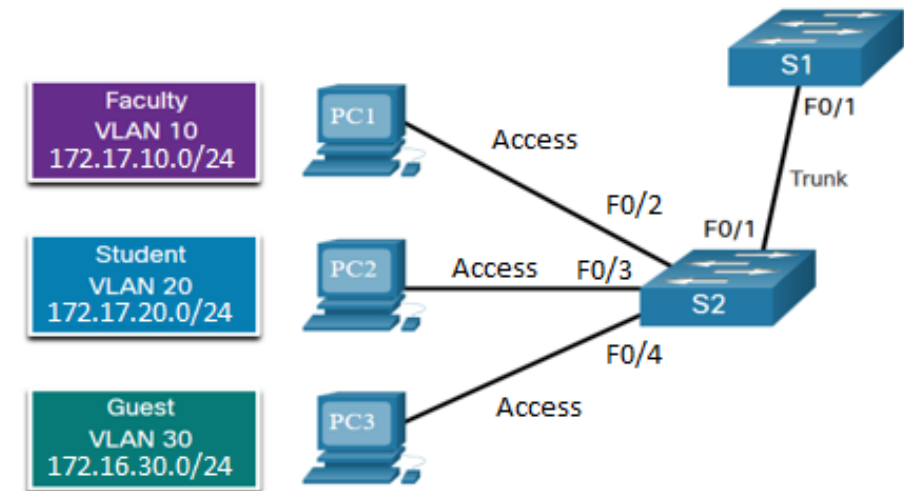 S1
F0/1
Faculty
VLAN 10
172.17.10.0/24
PC1
Access
F0/2
Trunk
F0/1
Student
VLAN 20
172.17.20.0/24
PC2
Access
F0/3
S2
F0/4
Guest
VLAN 30
172.16.30.0/24
PC3
Access